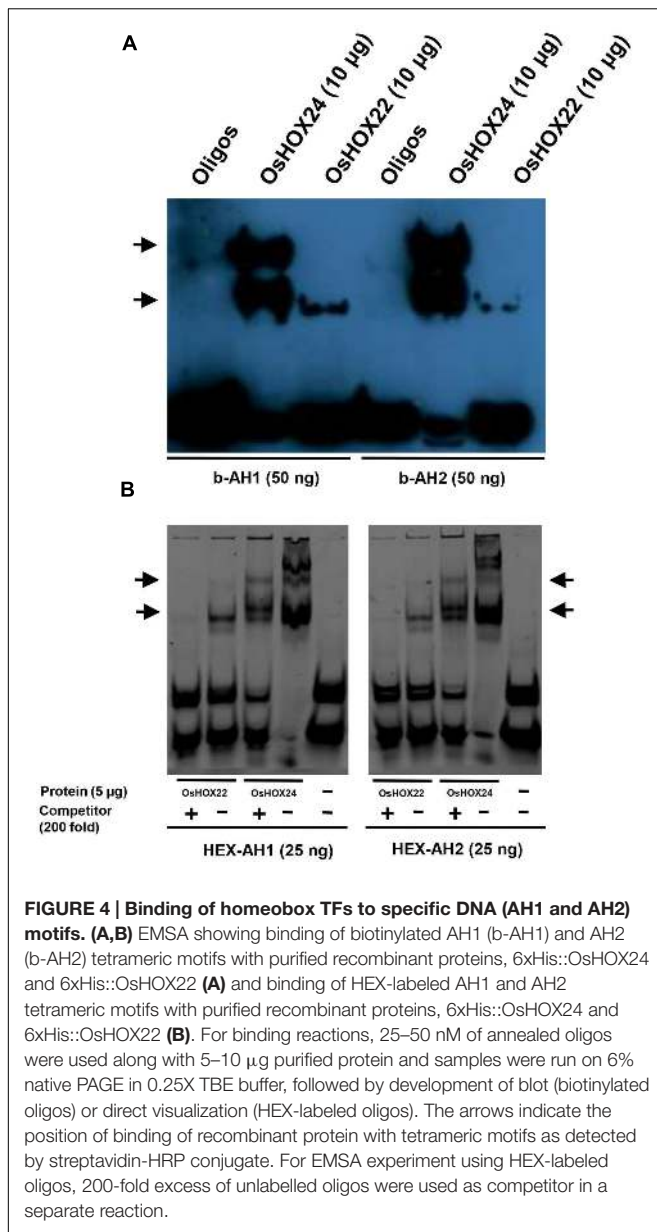 A
Oligos
OsHOX24 (10 µg)
OsHOX22 (10 µg)
Oligos
OsHOX24 (10 µg)
OsHOX22 (10 µg)
b-AH1 (50 ng)
b-AH2 (50 ng)
B
Protein (5 µg)
OsHOX22
OsHOX24
–
OsHOX22
OsHOX24
–
Competitor
(200 fold)
+
–
+
–
–
+
–
+
–
–
HEX-AH1 (25 ng)
HEX-AH2 (25 ng)
FIGURE 4 | Binding of homeobox TFs to specific DNA (AH1 and AH2)
motifs. (A,B) EMSA showing binding of biotinylated AH1 (b-AH1) and AH2
(b-AH2) tetrameric motifs with purified recombinant proteins, 6xHis::OsHOX24
and 6xHis::OsHOX22 (A) and binding of HEX-labeled AH1 and AH2
tetrameric motifs with purified recombinant proteins, 6xHis::OsHOX24 and
6xHis::OsHOX22 (B). For binding reactions, 25–50 nM of annealed oligos
were used along with 5–10 µg purified protein and samples were run on 6%
native PAGE in 0.25X TBE buffer, followed by development of blot (biotinylated
oligos) or direct visualization (HEX-labeled oligos). The arrows indicate the
position of binding of recombinant protein with tetrameric motifs as detected
by streptavidin-HRP conjugate. For EMSA experiment using HEX-labeled
oligos, 200-fold excess of unlabelled oligos were used as competitor in a
separate reaction.